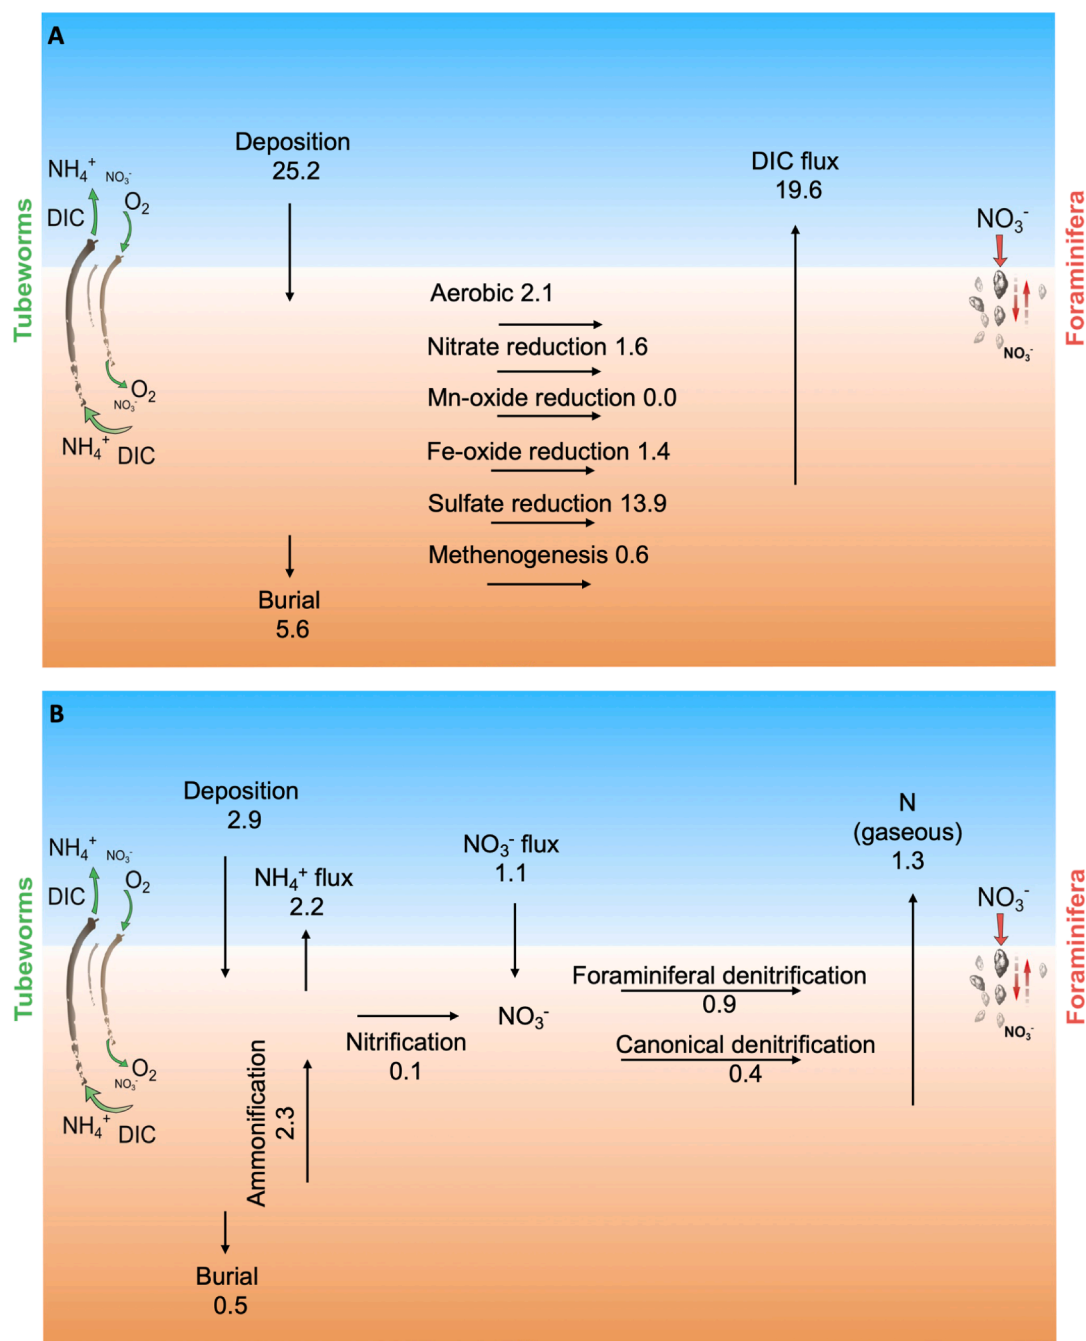 A
Tubeworms
NH₄⁺
NO₃⁻
O₂
DIC
O₂
NO₃⁻
NH₄⁺
DIC
Deposition
25.2
Aerobic 2.1
Nitrate reduction 1.6
Mn-oxide reduction 0.0
Fe-oxide reduction 1.4
Sulfate reduction 13.9
Methenogenesis 0.6
Burial
5.6
DIC flux
19.6
NO₃⁻
NO₃⁻
Foraminifera
B
Tubeworms
NH₄⁺
NO₃⁻
O₂
DIC
O₂
NO₃⁻
NH₄⁺
DIC
Deposition
2.9
NH₄⁺ flux
2.2
NO₃⁻ flux
1.1
N
(gaseous)
1.3
Foraminiferal denitrification
0.9
NO₃⁻
Nitrification
0.1
Canonical denitrification
0.4
Ammonification
2.3
Burial
0.5
NO₃⁻
NO₃⁻
Foraminifera